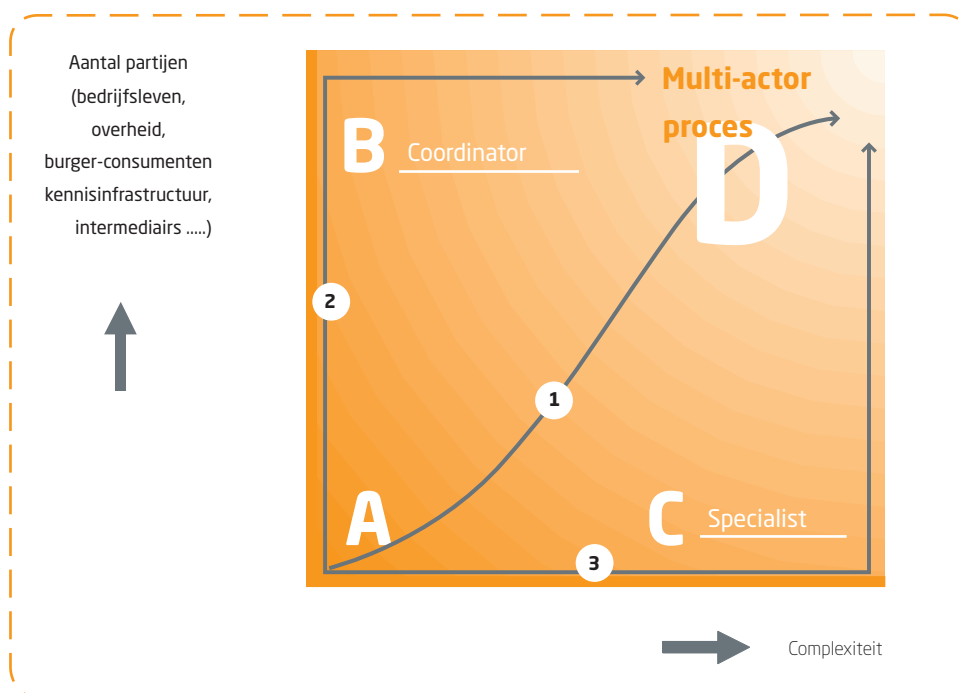 Aantal partijen
(bedrijfsleven,
overheid,
burger-consumenten
kennisinfrastructuur,
intermediairs .....)
Multi-actor
proces
B Coordinator
D
2
1
A
C Specialist
3
Complexiteit